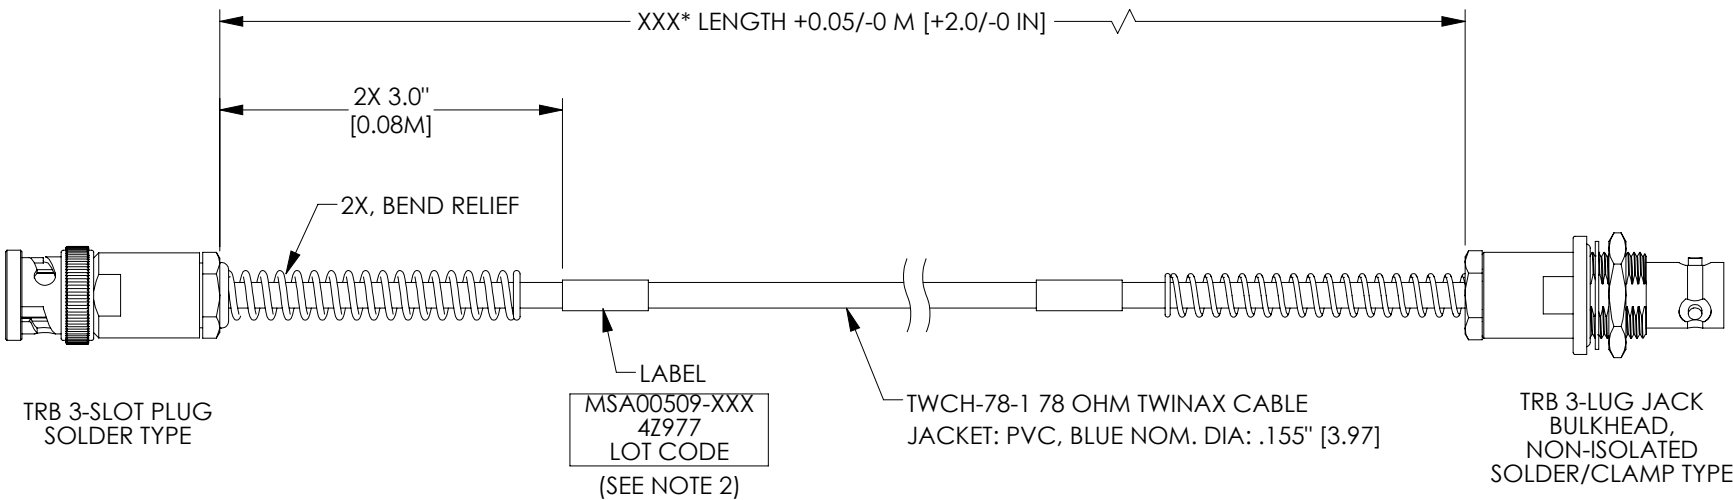 XXX* LENGTH +0.05/-0 M [+2.0/-0 IN]
2X 3.0"
[0.08M]
2X, BEND RELIEF
LABEL
MSA00509-XXX
4Z977
LOT CODE
(SEE NOTE 2)
TWCH-78-1 78 OHM TWINAX CABLE
JACKET: PVC, BLUE NOM. DIA: .155" [3.97]
TRB 3-SLOT PLUG
SOLDER TYPE
TRB 3-LUG JACK
BULKHEAD,
NON-ISOLATED
SOLDER/CLAMP TYPE